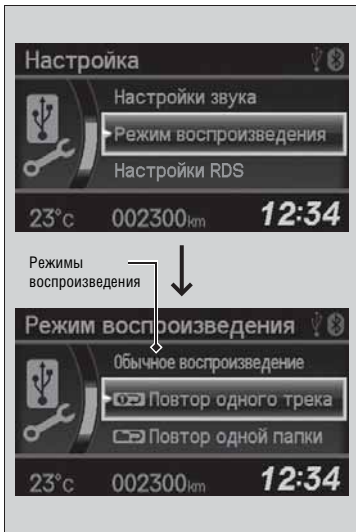 Настройка
Настройки звука
Режим воспроизведения
Настройки RDS
23°c 002300km 12:34
Режимы
воспроизведения
Режим воспроизведения
Обычное воспроизведение
Повтор одного трека
Повтор одной папки
23°c 002300km 12:34